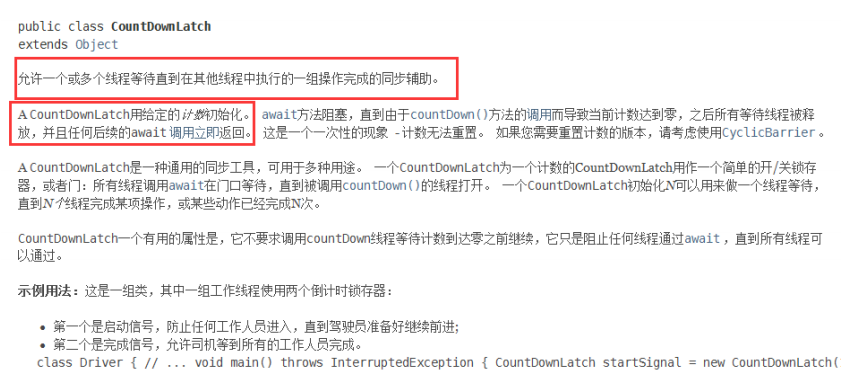 public class CountDownLatch
extends Object
允许一个或多个线程等待直到在其他线程中执行的一组操作完成的同步辅助。
A CountDownLatch用给定的计数初始化。 await方法阻塞，直到由于countDown()方法的调用而导致当前计数达到零，之后所有等待线程被释
放，并且任何后续的await 调用立即返回。 这是一个一次性的现象 -计数无法重置。 如果您需要重置计数的版本，请考虑使用CyclicBarrier 。
A CountDownLatch是一种通用的同步工具，可用于多种用途。 一个CountDownLatch为一个计数的CountDownLatch用作一个简单的开/关锁存
器，或者门：所有线程调用await在门口等待，直到被调用countDown()的线程打开。 一个CountDownLatch初始化N可以用来做一个线程等待，
直到N个线程完成某项操作，或某些动作已经完成N次。
CountDownLatch一个有用的属性是，它不要求调用countDown线程等待计数到达零之前继续，它只是阻止任何线程通过await ，直到所有线程可
以通过。
示例用法：这是一组类，其中一组工作线程使用两个倒计时锁存器：
• 第一个是启动信号，防止任何工作人员进入，直到驾驶员准备好继续前进;
• 第二个是完成信号，允许司机等到所有的工作人员完成。
class Driver { // ... void main() throws InterruptedException { CountDownLatch startSignal = new CountDownLatch(